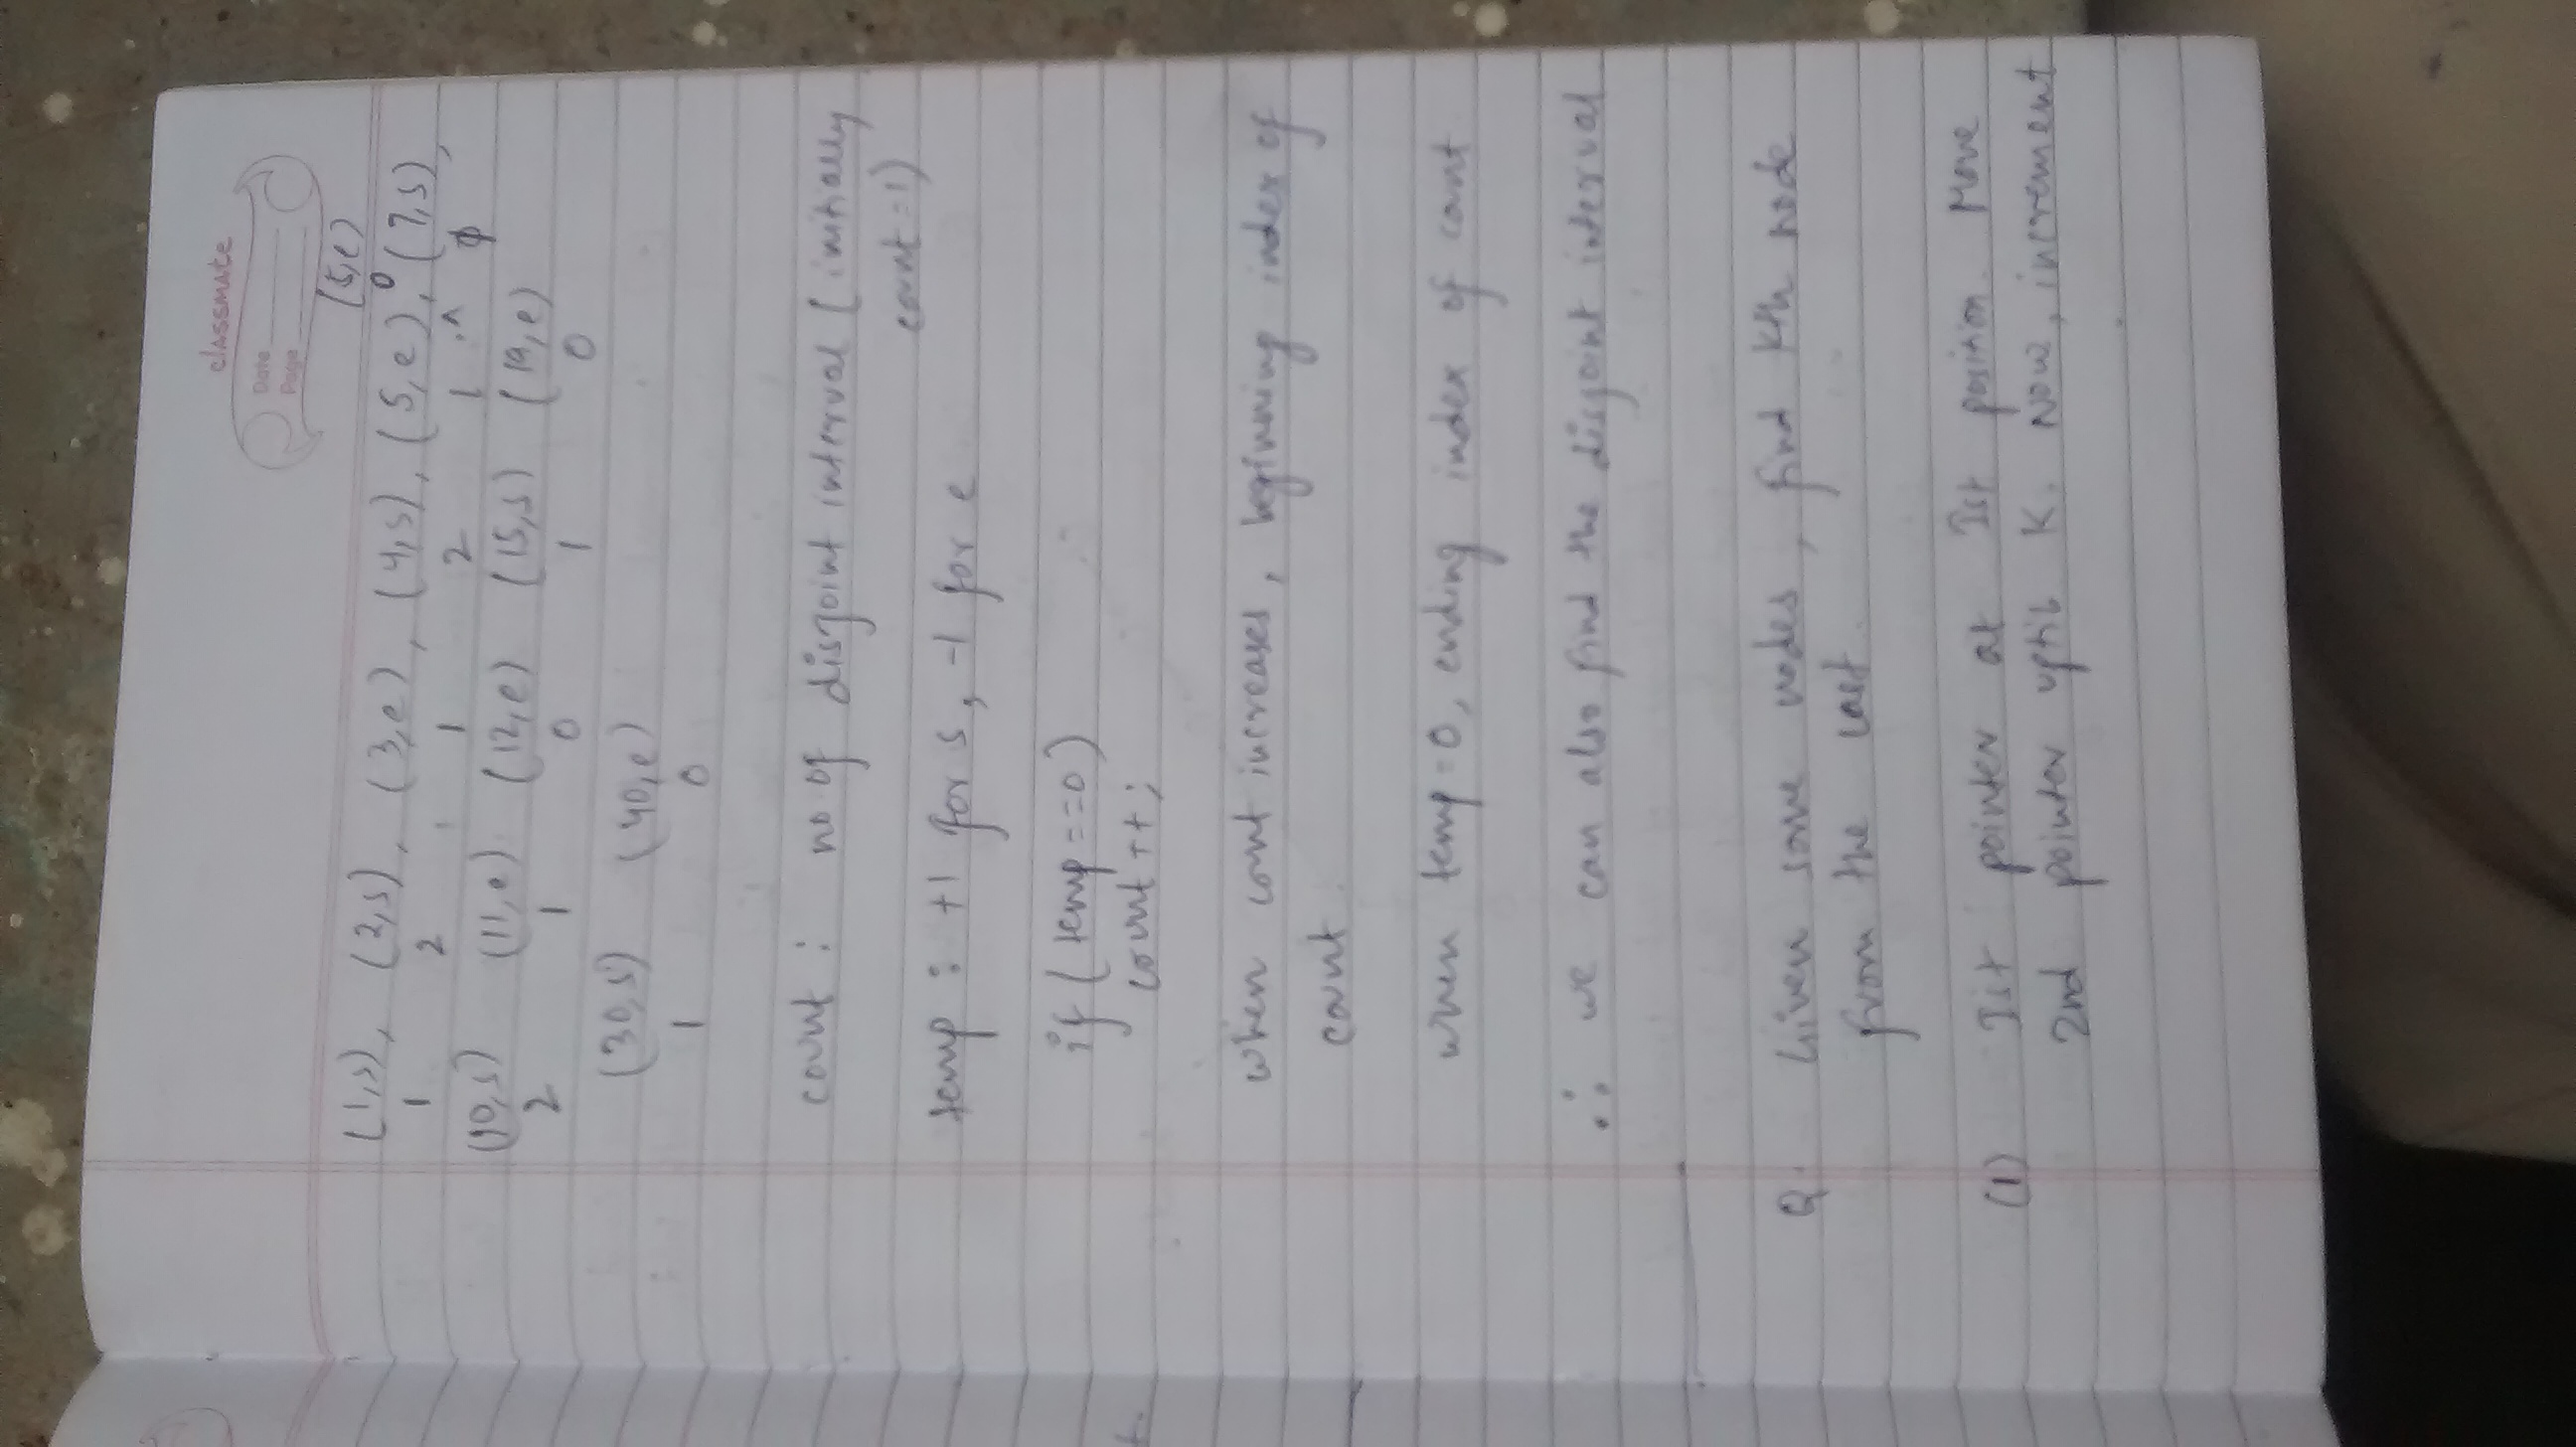 classmate
Date
Page
(5,e)
(1,s), (2,s), (3,e), (4,s), (5,e), (7,s),
1 2 1 2 1 0
(10,s) (11,e) (12,e) (15,s) (19,e)
2 1 0 1 0
(30,s) (40,e)
1 0
count : no of disjoint interval (initially
count=1)
temp : +1 for s, -1 for e
if (temp==0)
count++;
when count increases, beginning index of
count
when temp=0, ending index of count
∴ we can also find the disjoint interval
Q. Given some nodes, find kth node
from the last.
(1) Ist pointer at Ist position. Move
2nd pointer uptil K. Now, increment